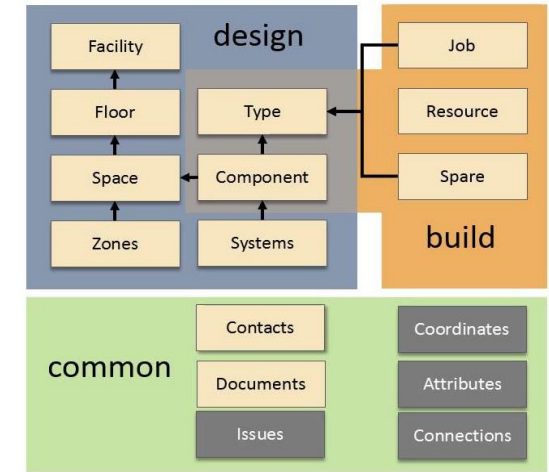 design
Facility
Job
Floor
Type
Resource
Space
Component
Spare
Zones
Systems
build
common
Contacts
Coordinates
Documents
Attributes
Issues
Connections